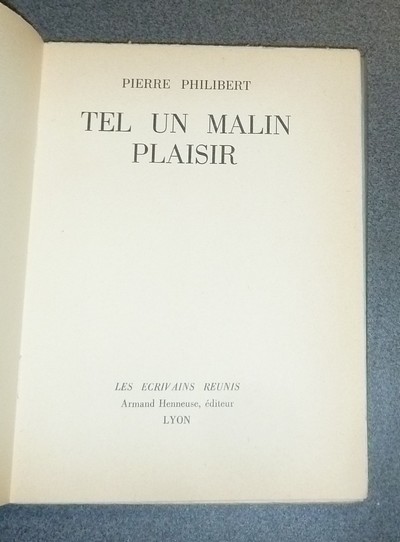 PIERRE PHILIBERT
TEL UN MALIN
PLAISIR
LES ECRIVAINS REUNIS
Armand Henneuse, éditeur
LYON